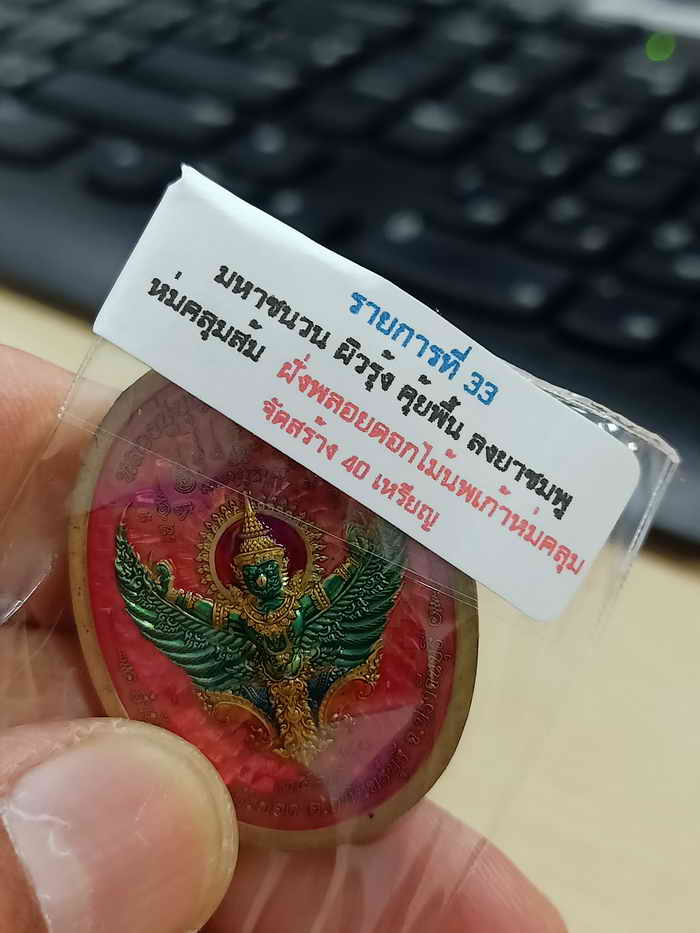 รายการที่ 33
มหาชนวน ผิวรุ้ง คุ้ยพื้น ลงยาชมพู
ห่มคลุมส้ม
ฝั่งพลอยดอกไม้นพเก้าห่มคลุม
จัดสร้าง 40 เหรียญ